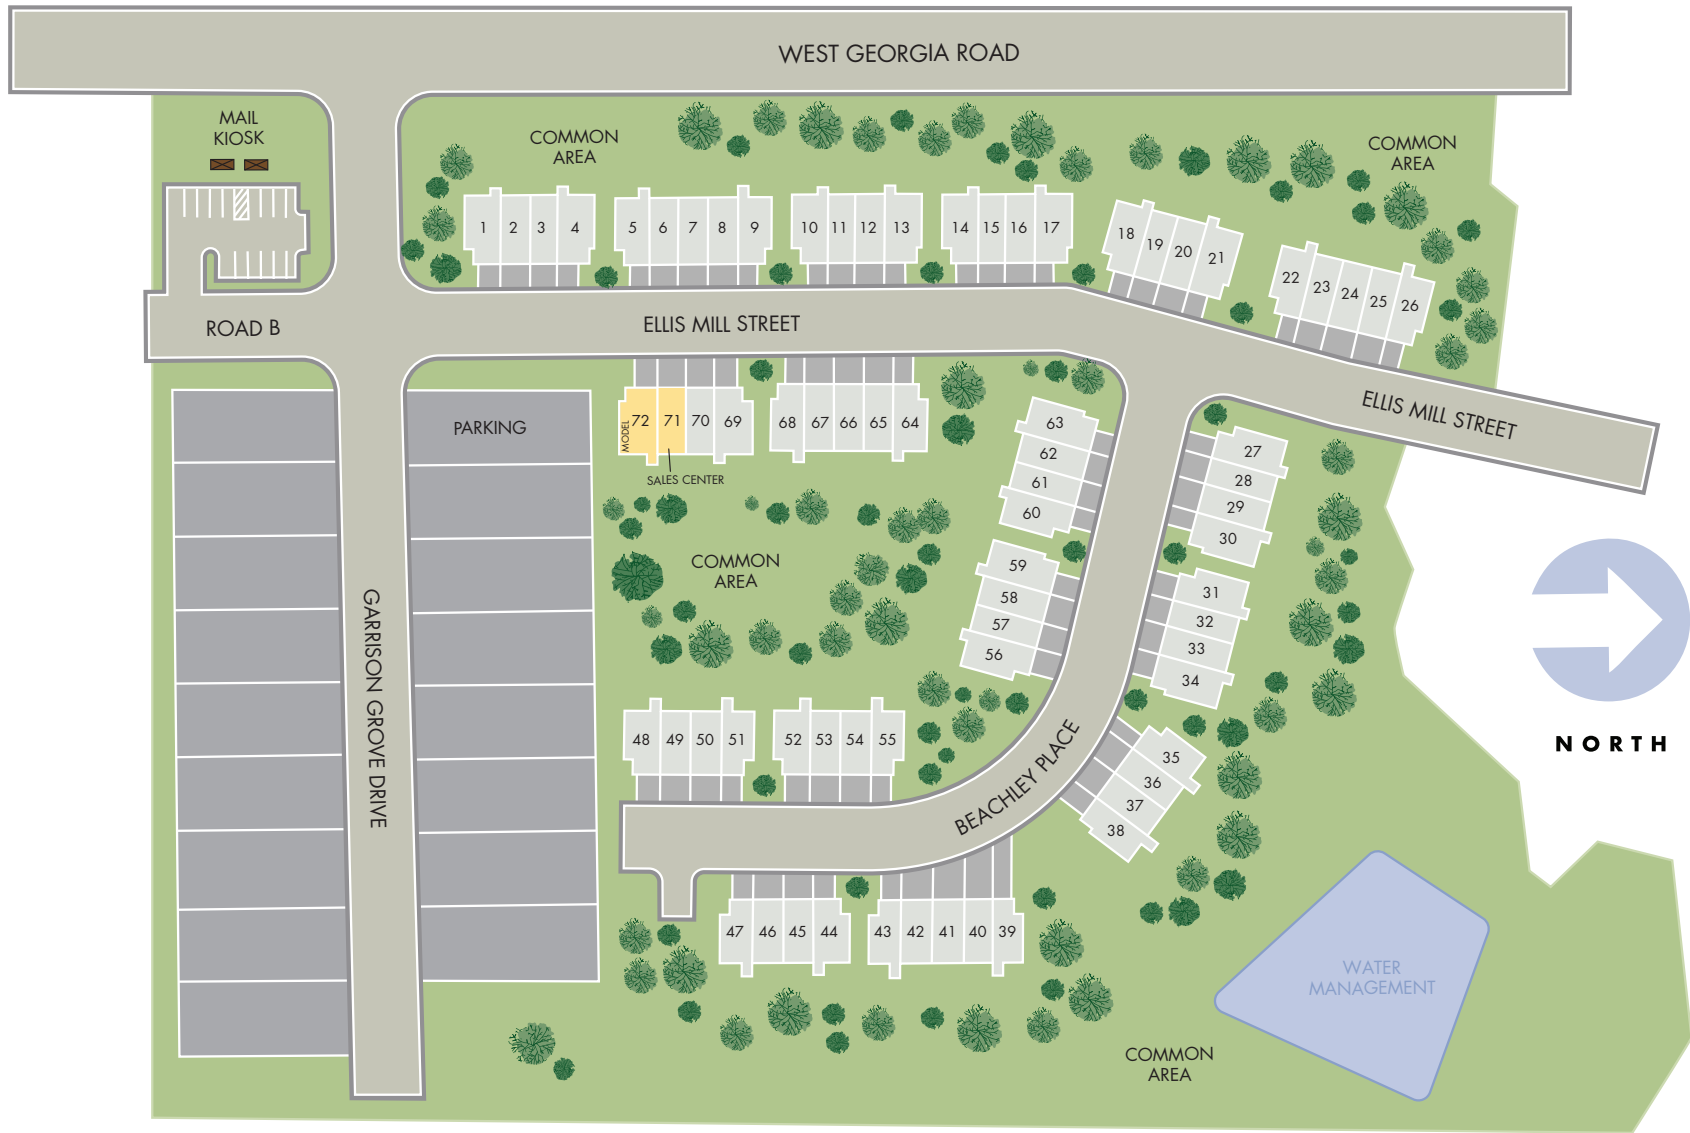 WEST GEORGIA ROAD
MAIL
KIOSK
COMMON
AREA
COMMON
AREA
1 2 3 4
5 6 7 8 9
10 11 12 13
14 15 16 17
18 19 20 21
22 23 24 25 26
ROAD B
ELLIS MILL STREET
ELLIS MILL STREET
PARKING
MODEL
72 71 70 69
SALES CENTER
68 67 66 65 64
63
62
61
60
27
28
29
30
59
58
57
56
31
32
33
34
COMMON
AREA
GARRISON GROVE DRIVE
48 49 50 51
52 53 54 55
BEACHLEY PLACE
35
36
37
38
NORTH
47 46 45 44
43 42 41 40 39
WATER
MANAGEMENT
COMMON
AREA